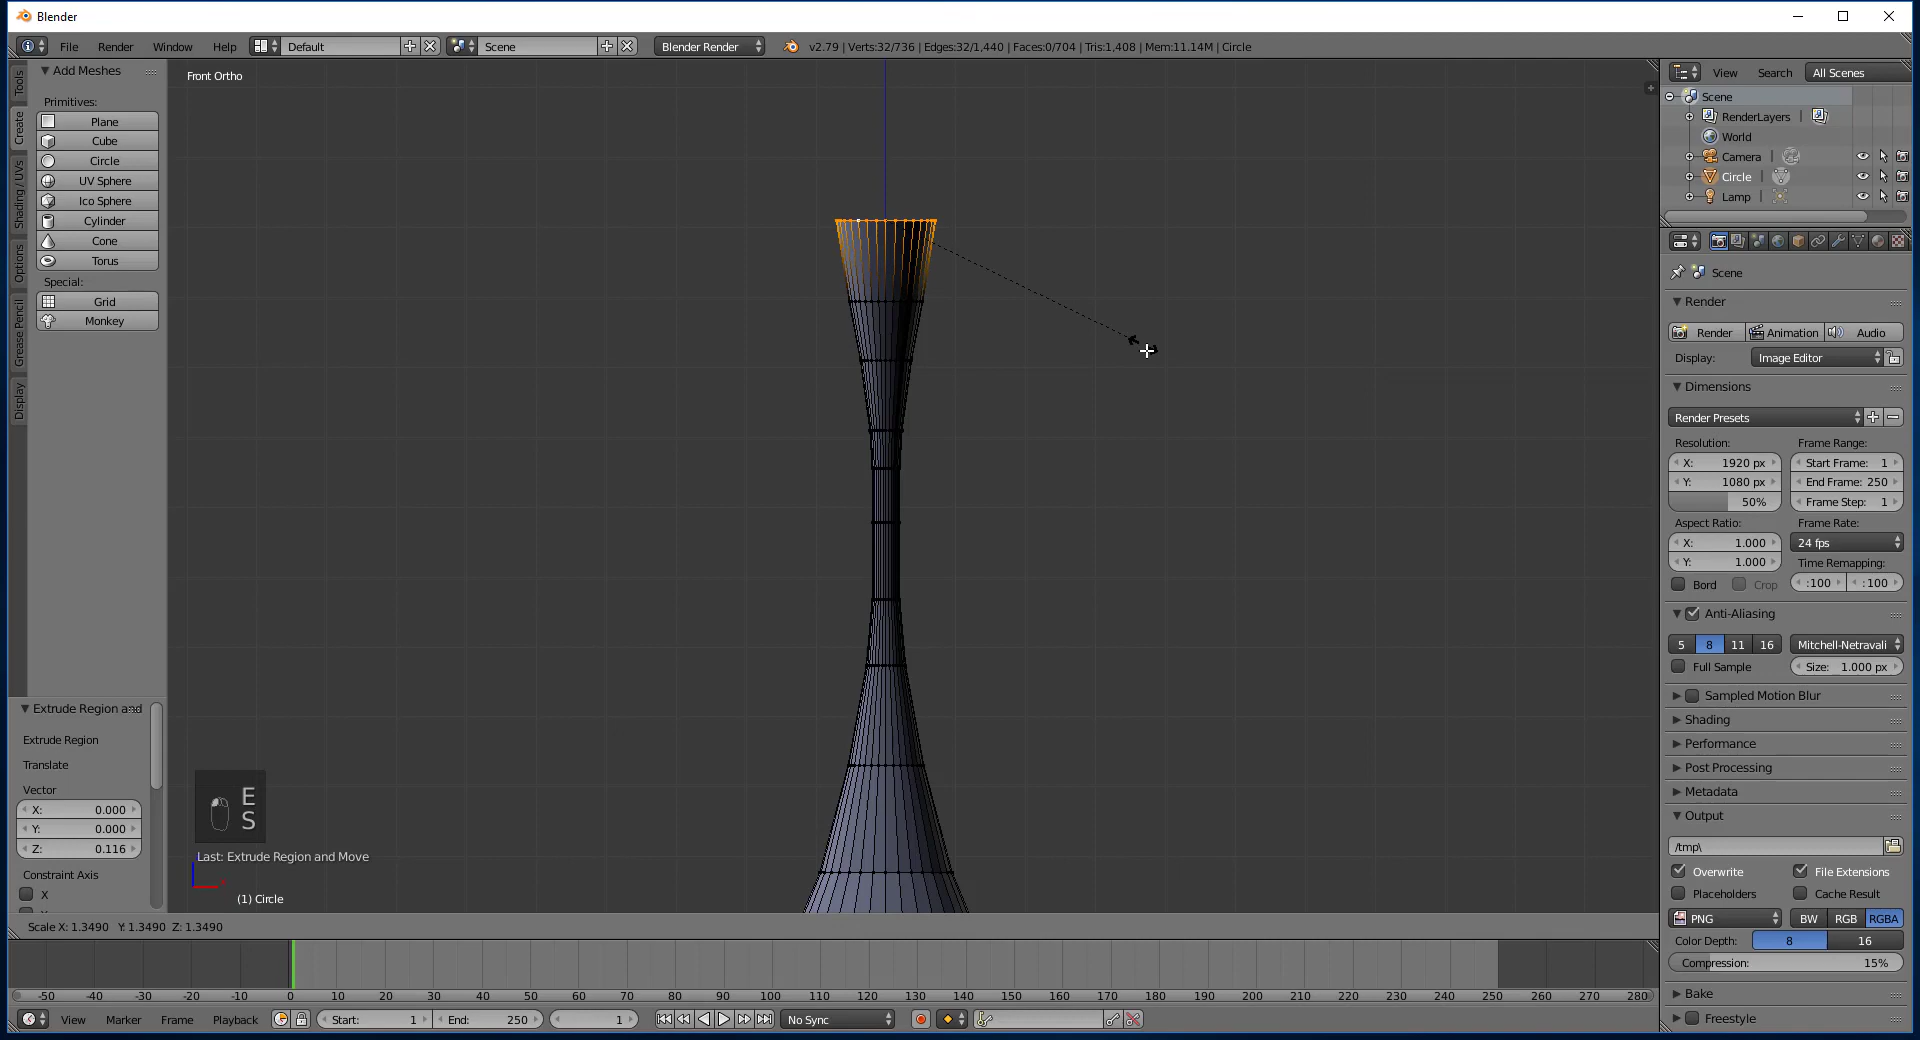 Blender
File Render Window Help Default Scene Blender Render v2.79 | Verts:32/736 | Edges:32/1,440 | Faces:0/704 | Tris:1,408 | Mem:11.14M | Circle
Tools
Create
Shading / UVs
Options
Grease Pencil
Display
Add Meshes
Primitives:
Plane
Cube
Circle
UV Sphere
Ico Sphere
Cylinder
Cone
Torus
Special:
Grid
Monkey
Extrude Region and
Extrude Region
Translate
Vector
X: 0.000
Y: 0.000
Z: 0.116
Constraint Axis
X
Front Ortho
E
S
Last: Extrude Region and Move
(1) Circle
Scale X: 1.3490 Y: 1.3490 Z: 1.3490
-50 -40 -30 -20 -10 0 10 20 30 40 50 60 70 80 90 100 110 120 130 140 150 160 170 180 190 200 210 220 230 240 250 260 270 280
View Marker Frame Playback Start: 1 End: 250 1 No Sync
View Search All Scenes
Scene
RenderLayers |
World
Camera |
Circle |
Lamp |
Scene
Render
Render Animation Audio
Display: Image Editor
Dimensions
Render Presets
Resolution: Frame Range:
X: 1920 px Start Frame: 1
Y: 1080 px End Frame: 250
50% Frame Step: 1
Aspect Ratio: Frame Rate:
X: 1.000 24 fps
Y: 1.000 Time Remapping:
Bord Crop :100 :100
Anti-Aliasing
5 8 11 16 Mitchell-Netravali
Full Sample Size: 1.000 px
Sampled Motion Blur
Shading
Performance
Post Processing
Metadata
Output
/tmp\
Overwrite File Extensions
Placeholders Cache Result
PNG BW RGB RGBA
Color Depth: 8 16
Compression: 15%
Bake
Freestyle